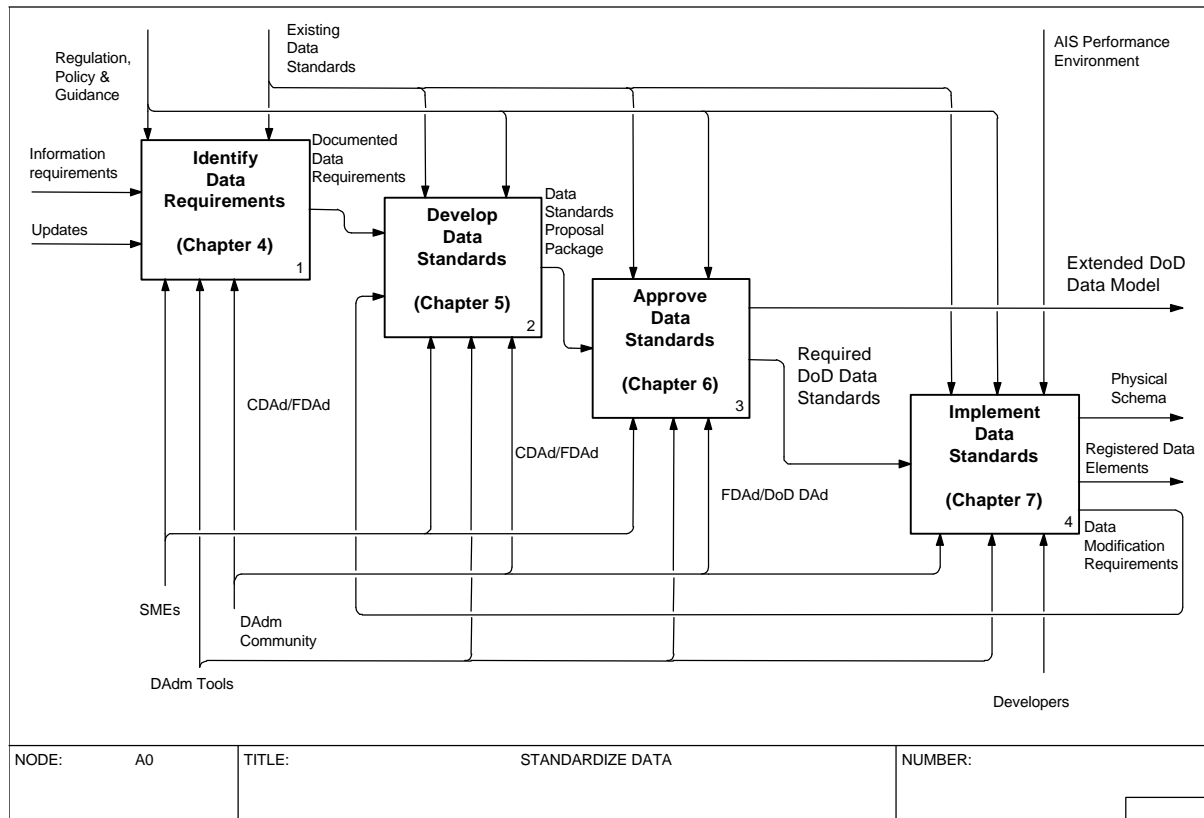 Existing
Data
Standards
Regulation,
Policy &
Guidance
AIS Performance
Environment
Information
requirements
Updates
Identify
Data
Requirements
(Chapter 4)
1
Documented
Data
Requirements
Develop
Data
Standards
(Chapter 5)
2
Data
Standards
Proposal
Package
Approve
Data
Standards
(Chapter 6)
3
Extended DoD
Data Model
Required
DoD Data
Standards
Implement
Data
Standards
(Chapter 7)
4
Physical
Schema
Registered Data
Elements
Data
Modification
Requirements
CDAd/FDAd
CDAd/FDAd
FDAd/DoD DAd
SMEs
DAdm
Community
DAdm Tools
Developers
NODE: A0
TITLE: STANDARDIZE DATA
NUMBER: